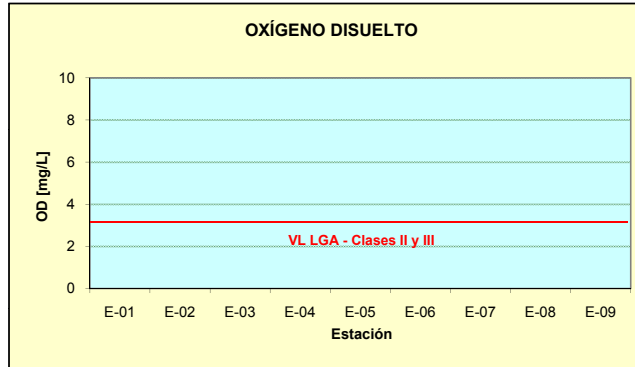 OXÍGENO DISUELTO
OD [mg/L]
10
8
6
4
2
0
VL LGA - Clases II y III
E-01 E-02 E-03 E-04 E-05 E-06 E-07 E-08 E-09
Estación